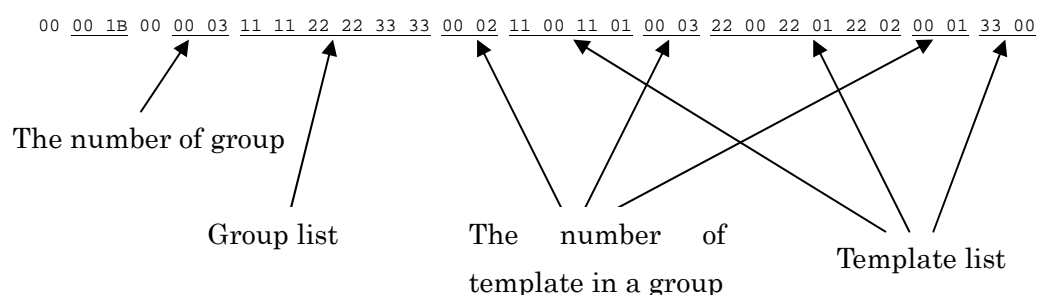 00 00 1B 00 00 03 11 11 22 22 33 33 00 02 11 00 11 01 00 03 22 00 22 01 22 02 00 01 33 00
The number of group
Group list
The number of
template in a group
Template list